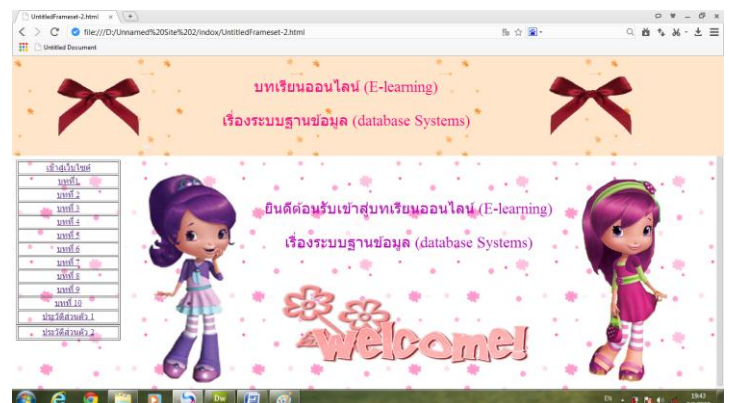 UntitledFrameset-2.html
file:///D:/Unnamed%20Site%202/indox/UntitledFrameset-2.html
Untitled Document
บทเรียนออนไลน์ (E-learning)
เรื่องระบบฐานข้อมูล (database Systems)
เข้าสู่เว็บไซต์
บทที่1.
บทที่ 2
บทที่ 3
บทที่ 4
บทที่ 5
บทที่ 6
บทที่ 7
บทที่ 8
บทที่ 9
บทที่ 10
ประวัติส่วนตัว 1
ประวัติส่วนตัว 2
ยินดีต้อนรับเข้าสู่บทเรียนออนไลน์ (E-learning)
เรื่องระบบฐานข้อมูล (database Systems)
Welcome!
Dw
EN
19:43